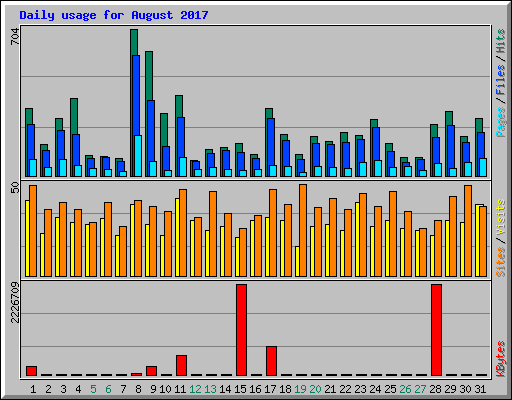 Daily usage for August 2017
704
Pages / Files / Hits
50
Sites / Visits
2226709
KBytes
1 2 3 4 5 6 7 8 9 10 11 12 13 14 15 16 17 18 19 20 21 22 23 24 25 26 27 28 29 30 31